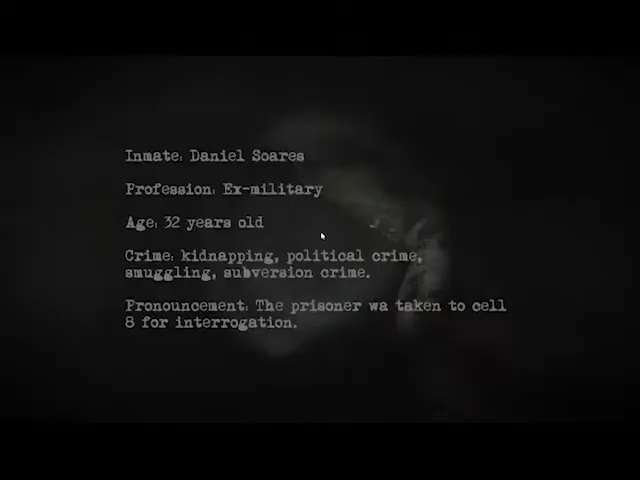 Inmate: Daniel Soares
Profession: Ex-military
Age: 32 years old
Crime: kidnapping, political crime,
smuggling, subversion crime.
Pronouncement: The prisoner wa taken to cell
8 for interrogation.